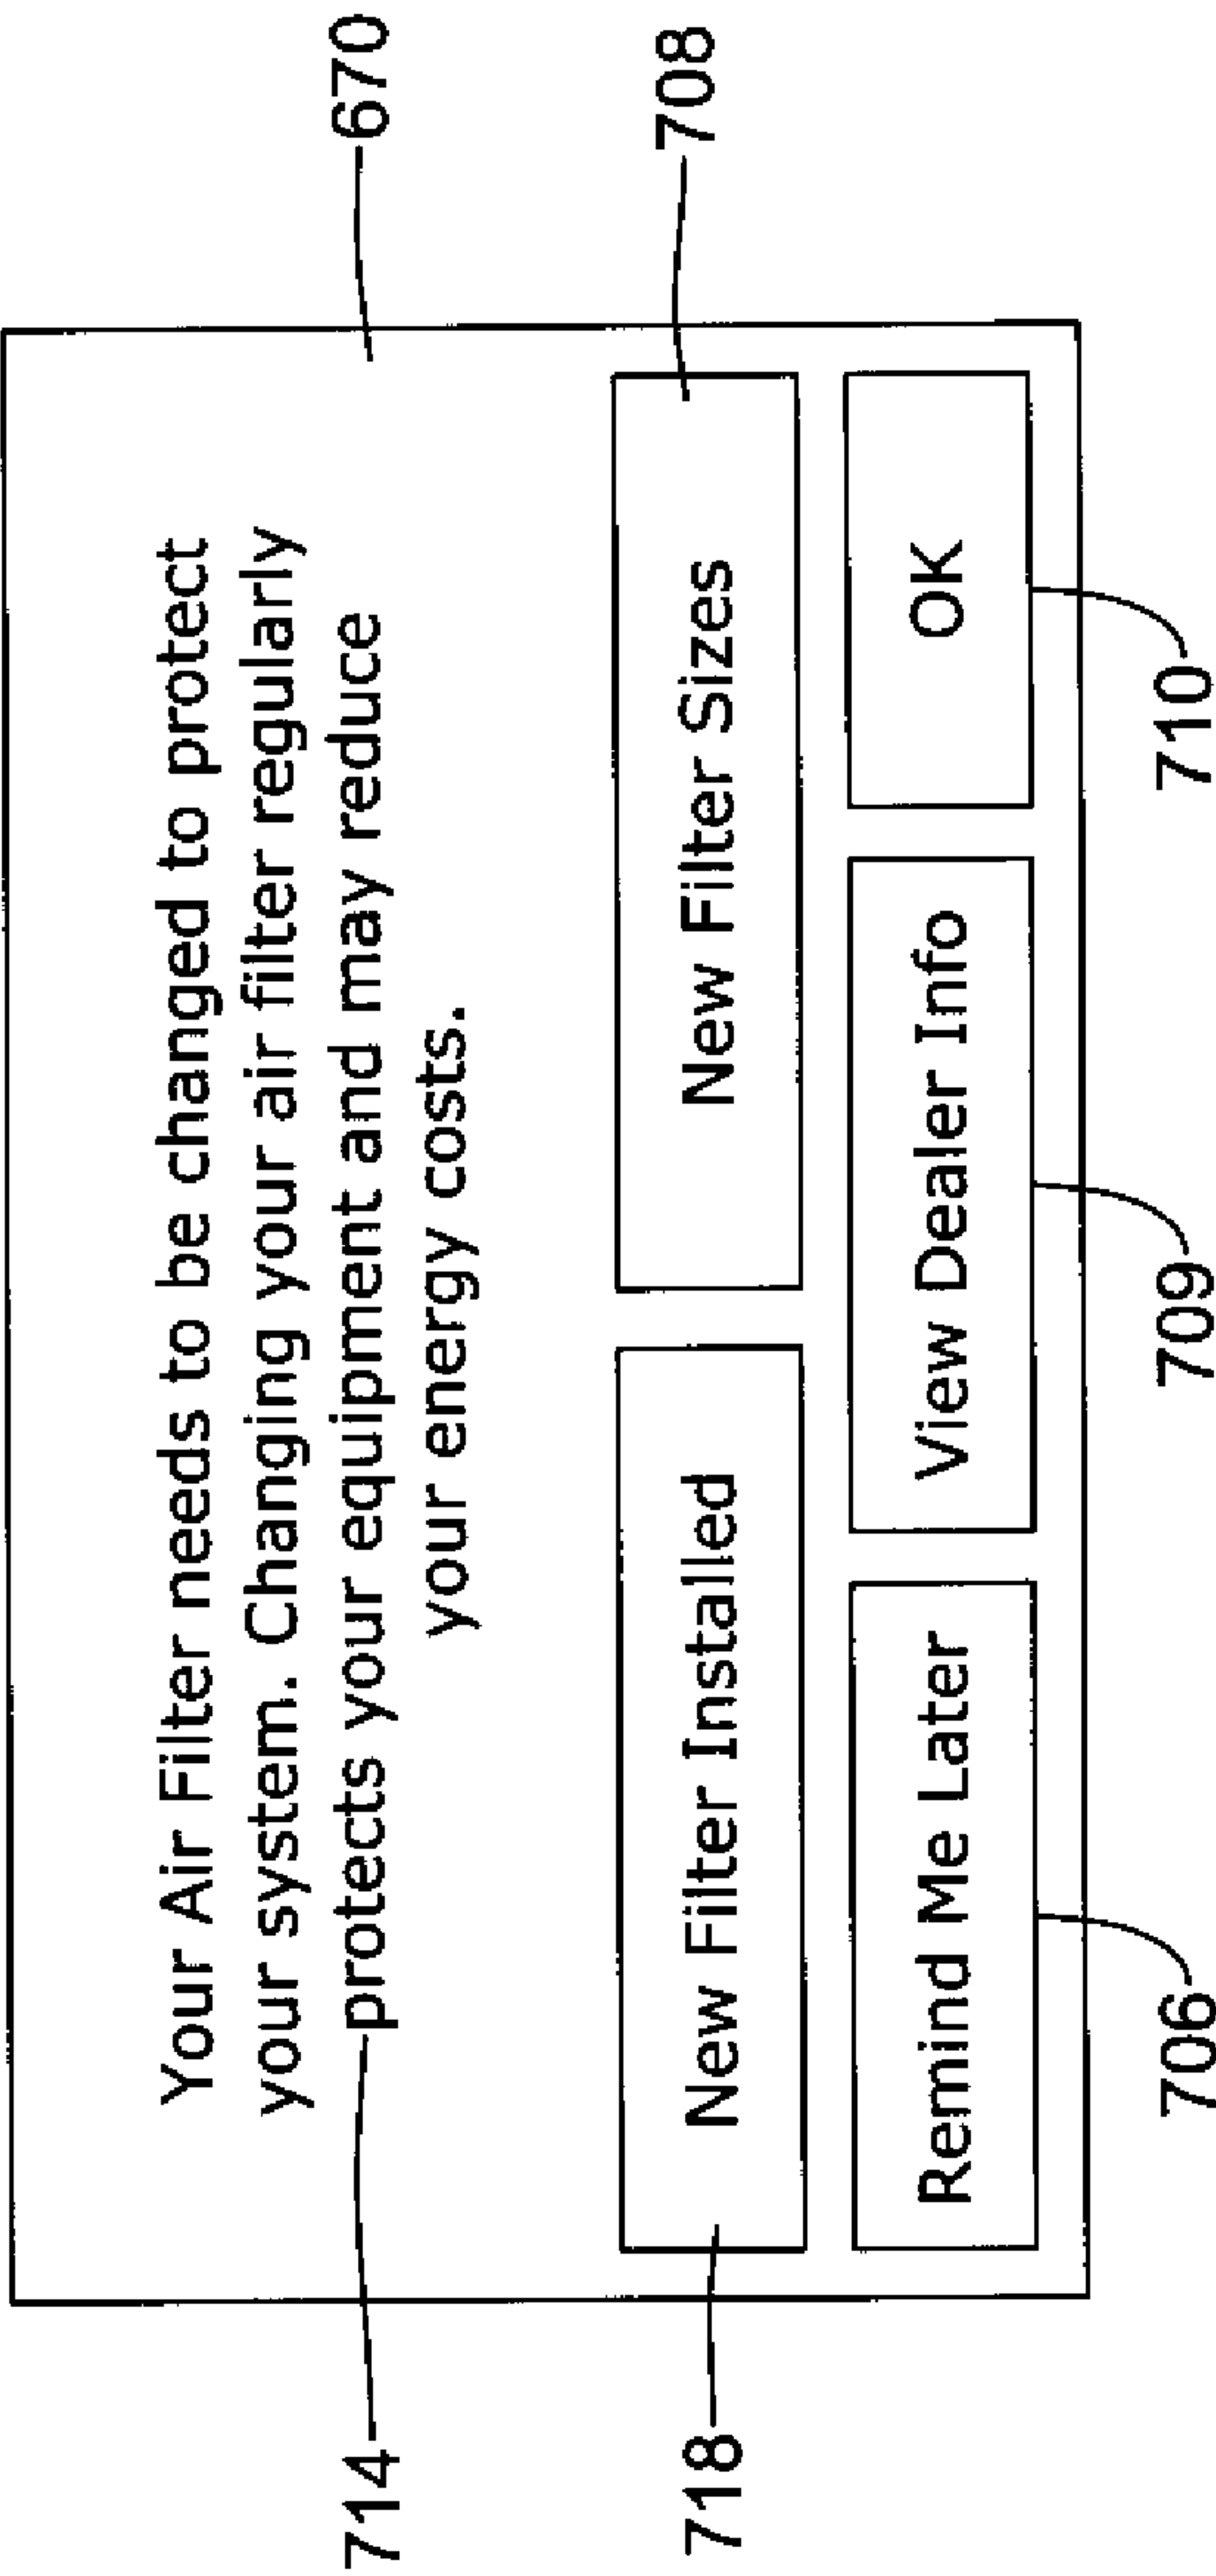 Your Air Filter needs to be changed to protect
your system. Changing your air filter regularly
protects your equipment and may reduce
your energy costs.
670
714
New Filter Installed
New Filter Sizes
718
708
Remind Me Later
View Dealer Info
OK
706
709
710